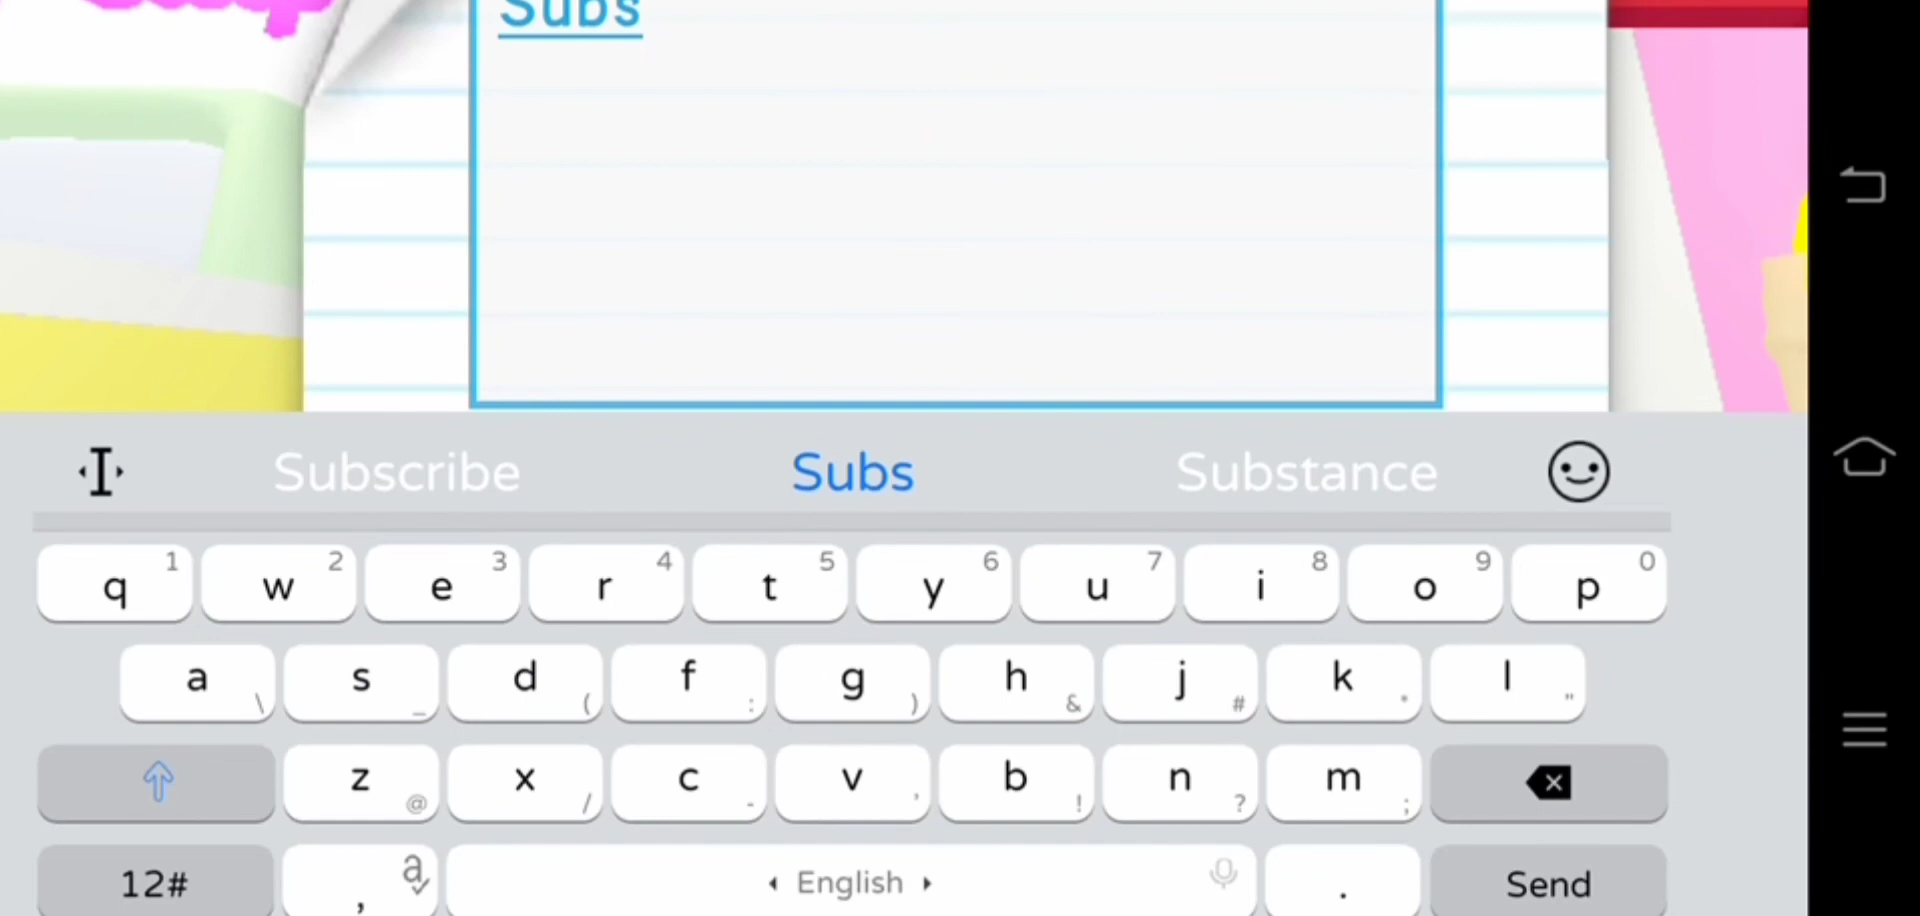 Subs
Subscribe Subs Substance
1 2 3 4 5 6 7 8 9 0
q w e r t y u i o p
a s d f g h j k l
\ _ ( : ) & # * "
z x c v b n m
@ / - ' ! ? ;
12# , a English . Send